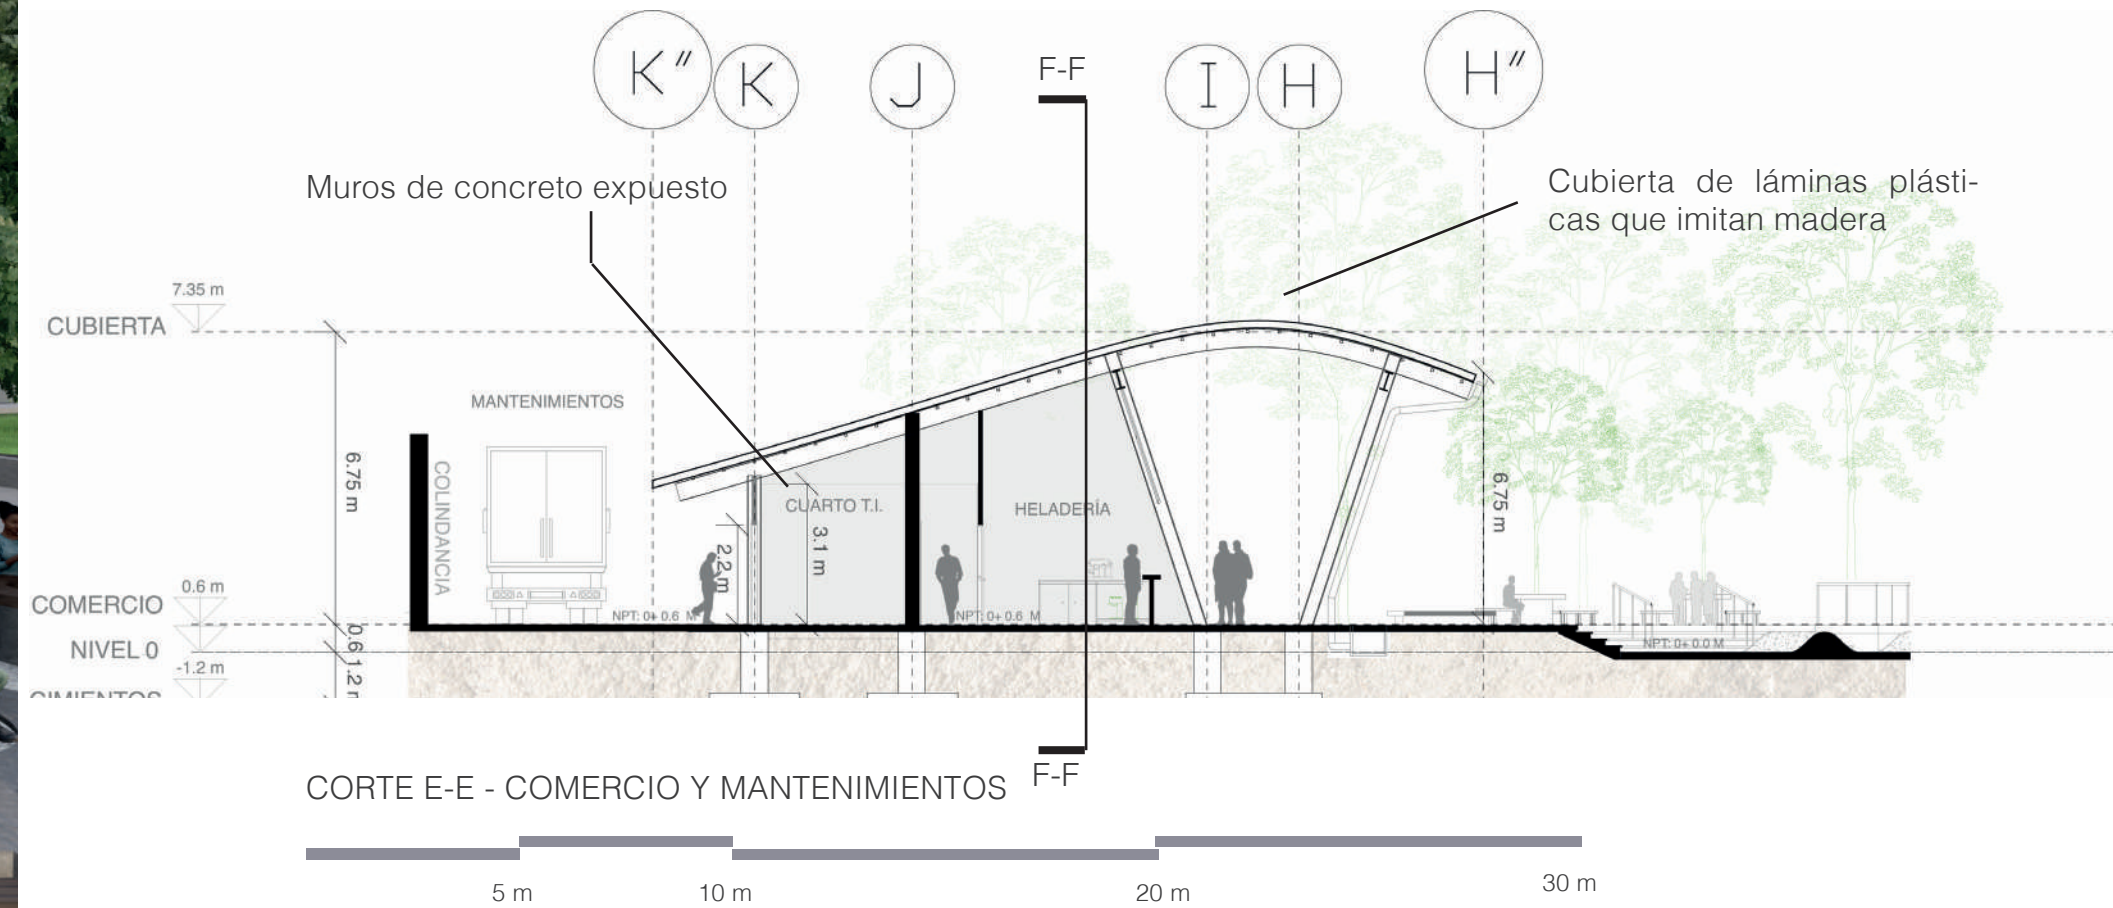 K" K J F-F I H H"
Muros de concreto expuesto
Cubierta de láminas plásti-
cas que imitan madera
7.35 m
CUBIERTA
MANTENIMIENTOS
6.75 m
COLINDANCIA
CUARTO T.I.
HELADERÍA
2.2 m
3.1 m
6.75 m
0.6 m
COMERCIO
NPT: 0+ 0.6 M
NPT: 0+ 0.6 M
NIVEL 0
0.6
NPT: 0+ 0.0 M
-1.2 m
1.2 m
CIMIENTOS
F-F
CORTE E-E - COMERCIO Y MANTENIMIENTOS
5 m 10 m 20 m 30 m